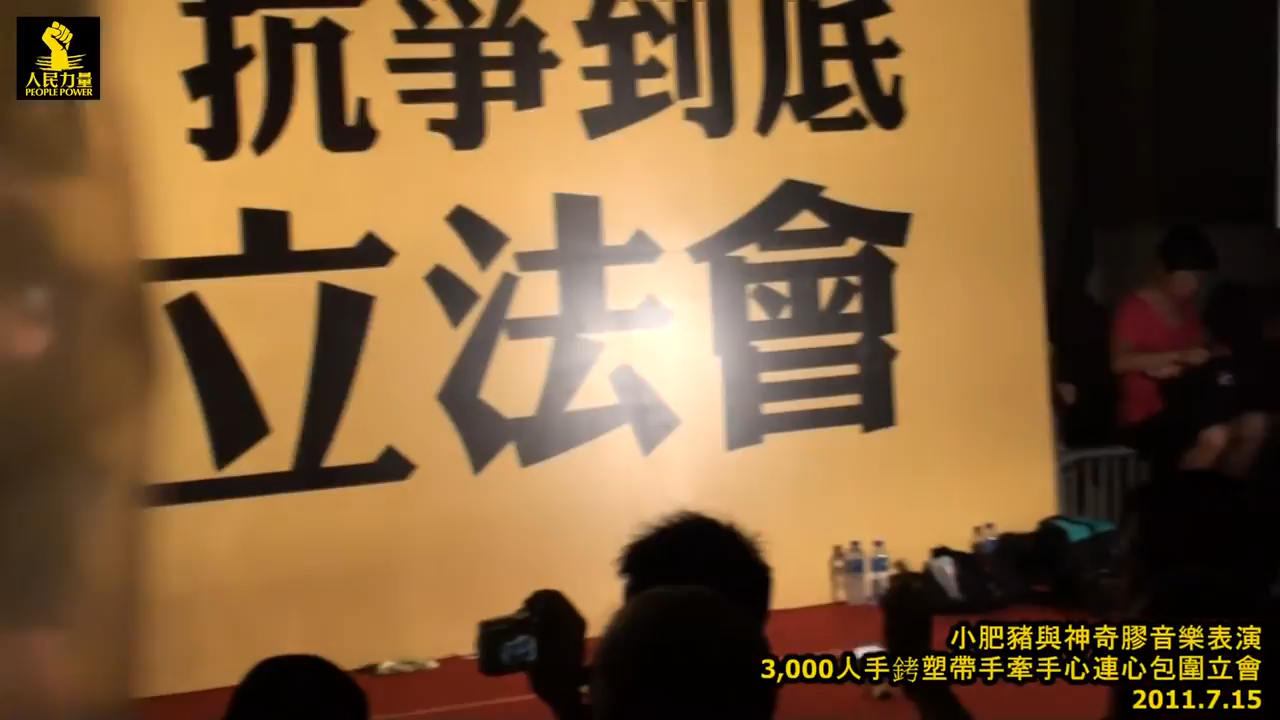 人民力量
PEOPLE POWER
抗爭到底
立法會
小肥豬與神奇膠音樂表演
3,000人手銬塑帶手牽手心連心包圍立會
2011.7.15